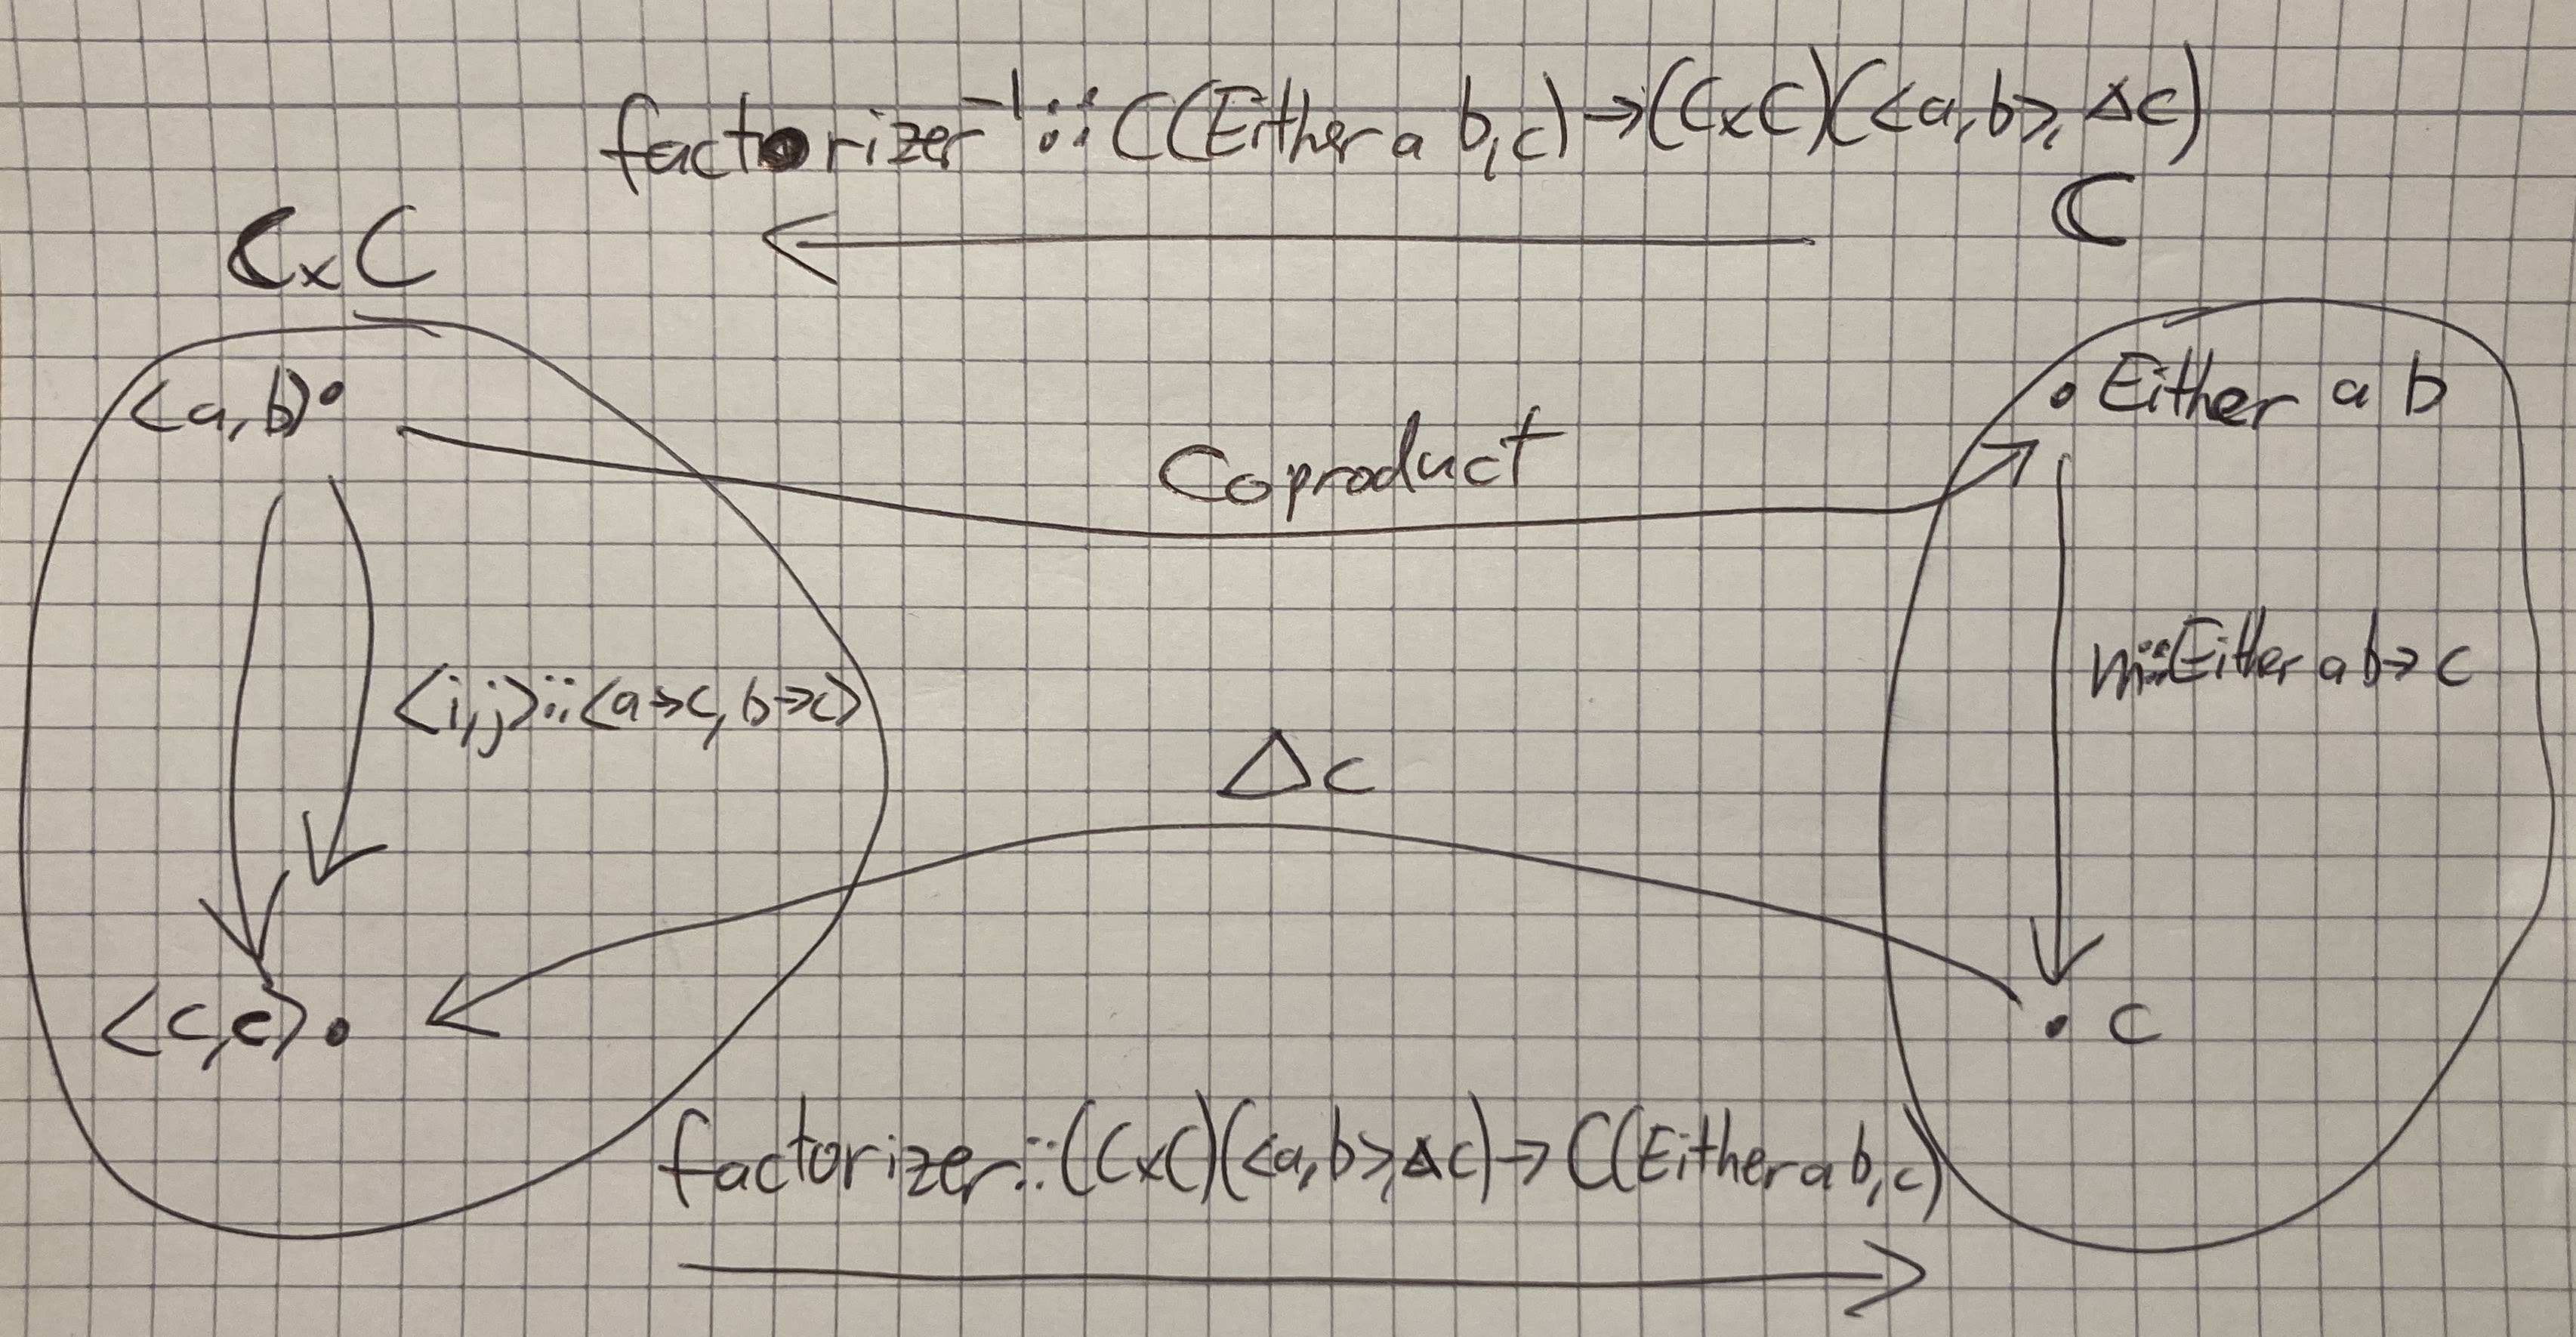 factorizer⁻¹::C(Either a b,c)→(C×C)(<a,b>,Δc)
C×C
C
<a,b>
Either a b
Coproduct
<i,j>::<a→c, b→c>
m::Either a b→c
Δc
<c,c>
c
factorizer::(C×C)(<a,b>,Δc)→C(Either a b,c)